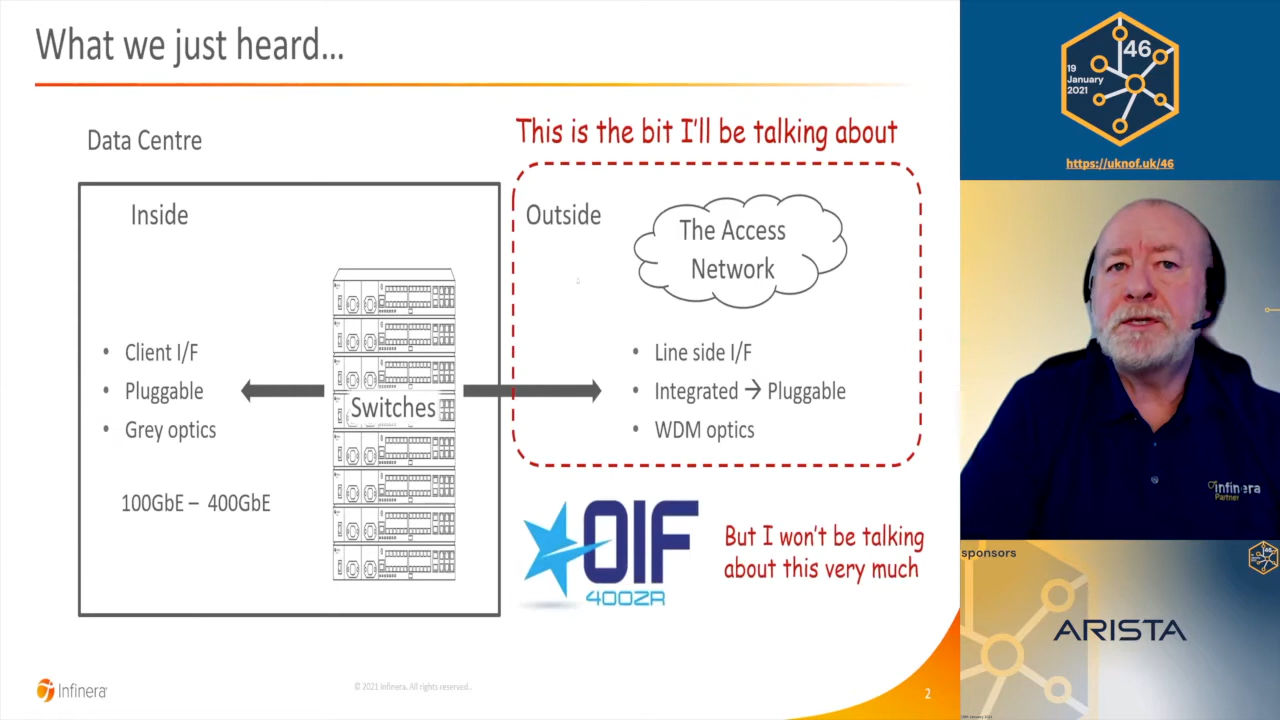 What we just heard...
Data Centre
This is the bit I'll be talking about
Inside
Outside
The Access
Network
• Client I/F
• Pluggable
• Grey optics
Switches
• Line side I/F
• Integrated → Pluggable
• WDM optics
100GbE – 400GbE
OIF
400ZR
But I won't be talking
about this very much
Infinera
© 2021 Infinera. All rights reserved.
2
46
19
January
2021
https://uknof.uk/46
Infinera
Partner
sponsors
ARISTA